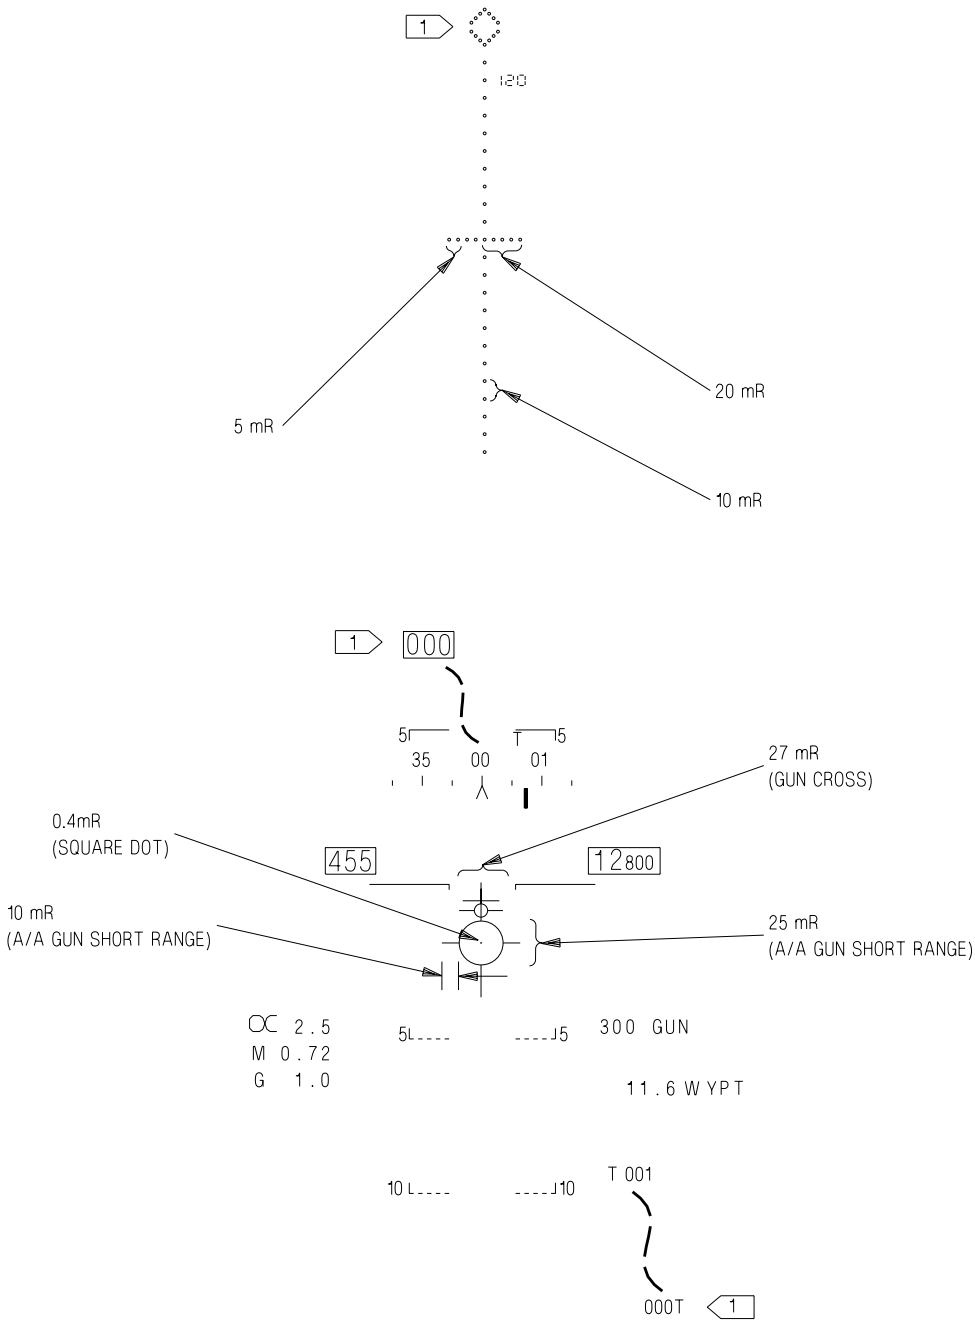 1
120
20 mR
5 mR
10 mR
1 000
5 T 5
35 00 01
27 mR
(GUN CROSS)
0.4mR
(SQUARE DOT)
455 12800
10 mR
(A/A GUN SHORT RANGE)
25 mR
(A/A GUN SHORT RANGE)
α 2.5 5 5 300 GUN
M 0.72
G 1.0
11.6 WYPT
T 001
10 10
000T 1